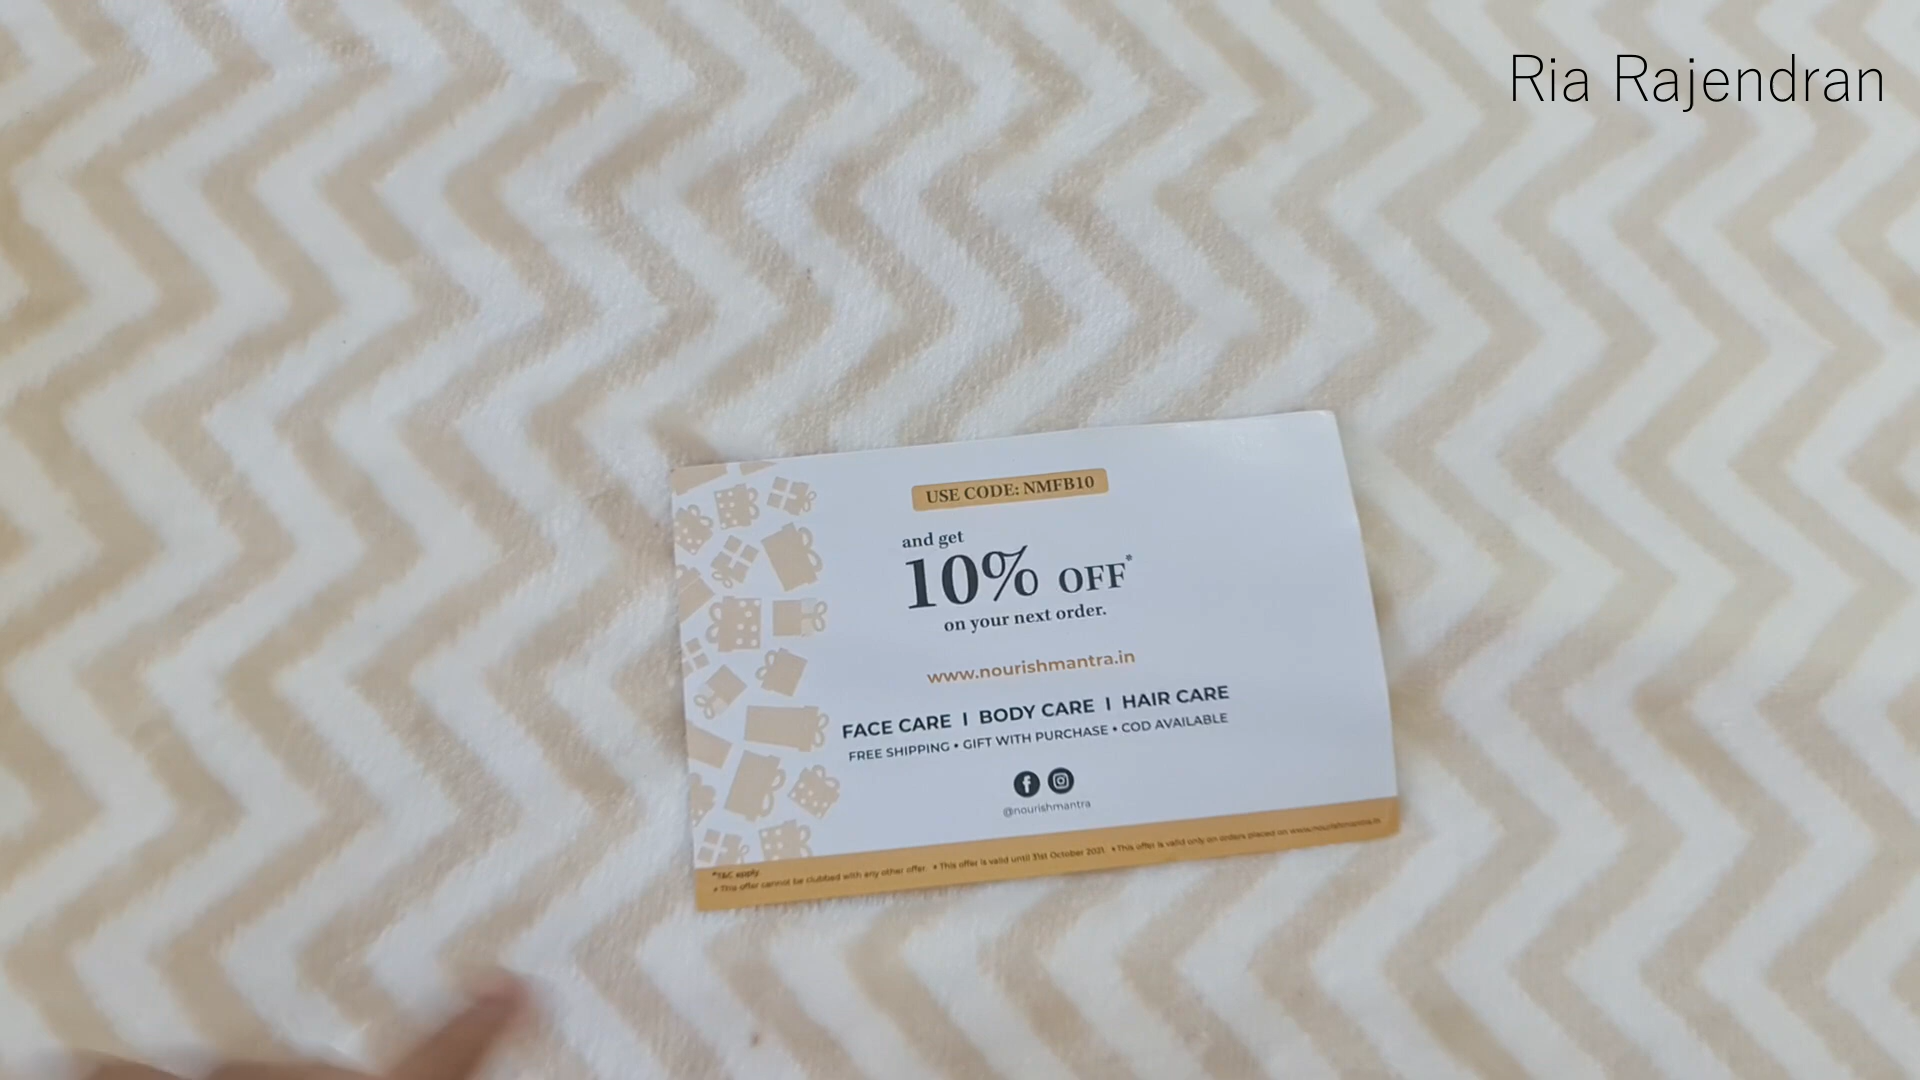 Ria Rajendran
USE CODE: NMFB10
and get
10% OFF*
on your next order.
www.nourishmantra.in
FACE CARE I BODY CARE I HAIR CARE
FREE SHIPPING • GIFT WITH PURCHASE • COD AVAILABLE
@nourishmantra
*T&C apply
• This offer cannot be clubbed with any other offer. • This offer is valid until 31st October 2021. • This offer is valid only on orders placed on www.nourishmantra.in